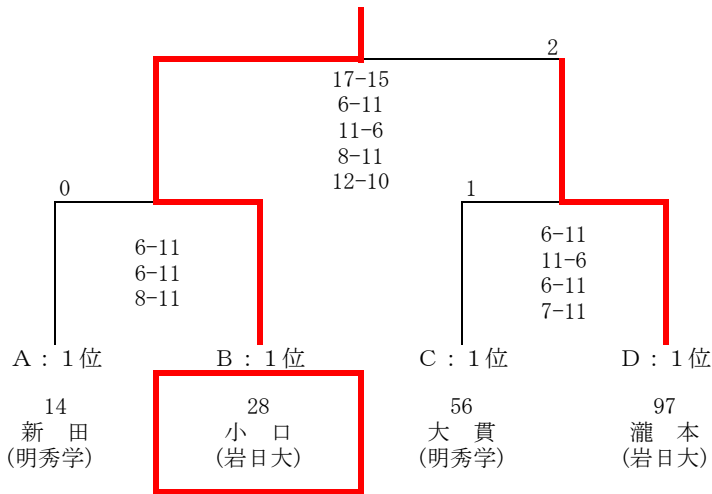 2
17-15
6-11
11-6
8-11
12-10
0
1
6-11
6-11
8-11
6-11
11-6
6-11
7-11
A：1位
B：1位
C：1位
D：1位
14
28
56
97
新　田
小　口
大　貫
瀧　本
(明秀学)
(岩日大)
(明秀学)
(岩日大)